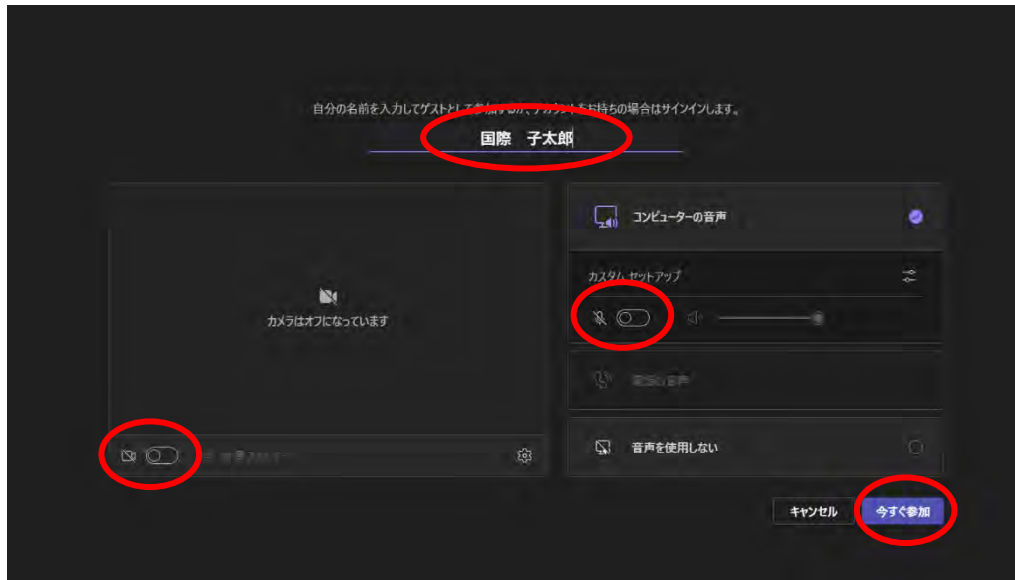 自分の名前を入力してゲストとして参加するか、アカウントをお持ちの場合はサインインします。
国際　子太郎
コンピューターの音声
カスタム セットアップ
カメラはオフになっています
音声を使用しない
キャンセル
今すぐ参加